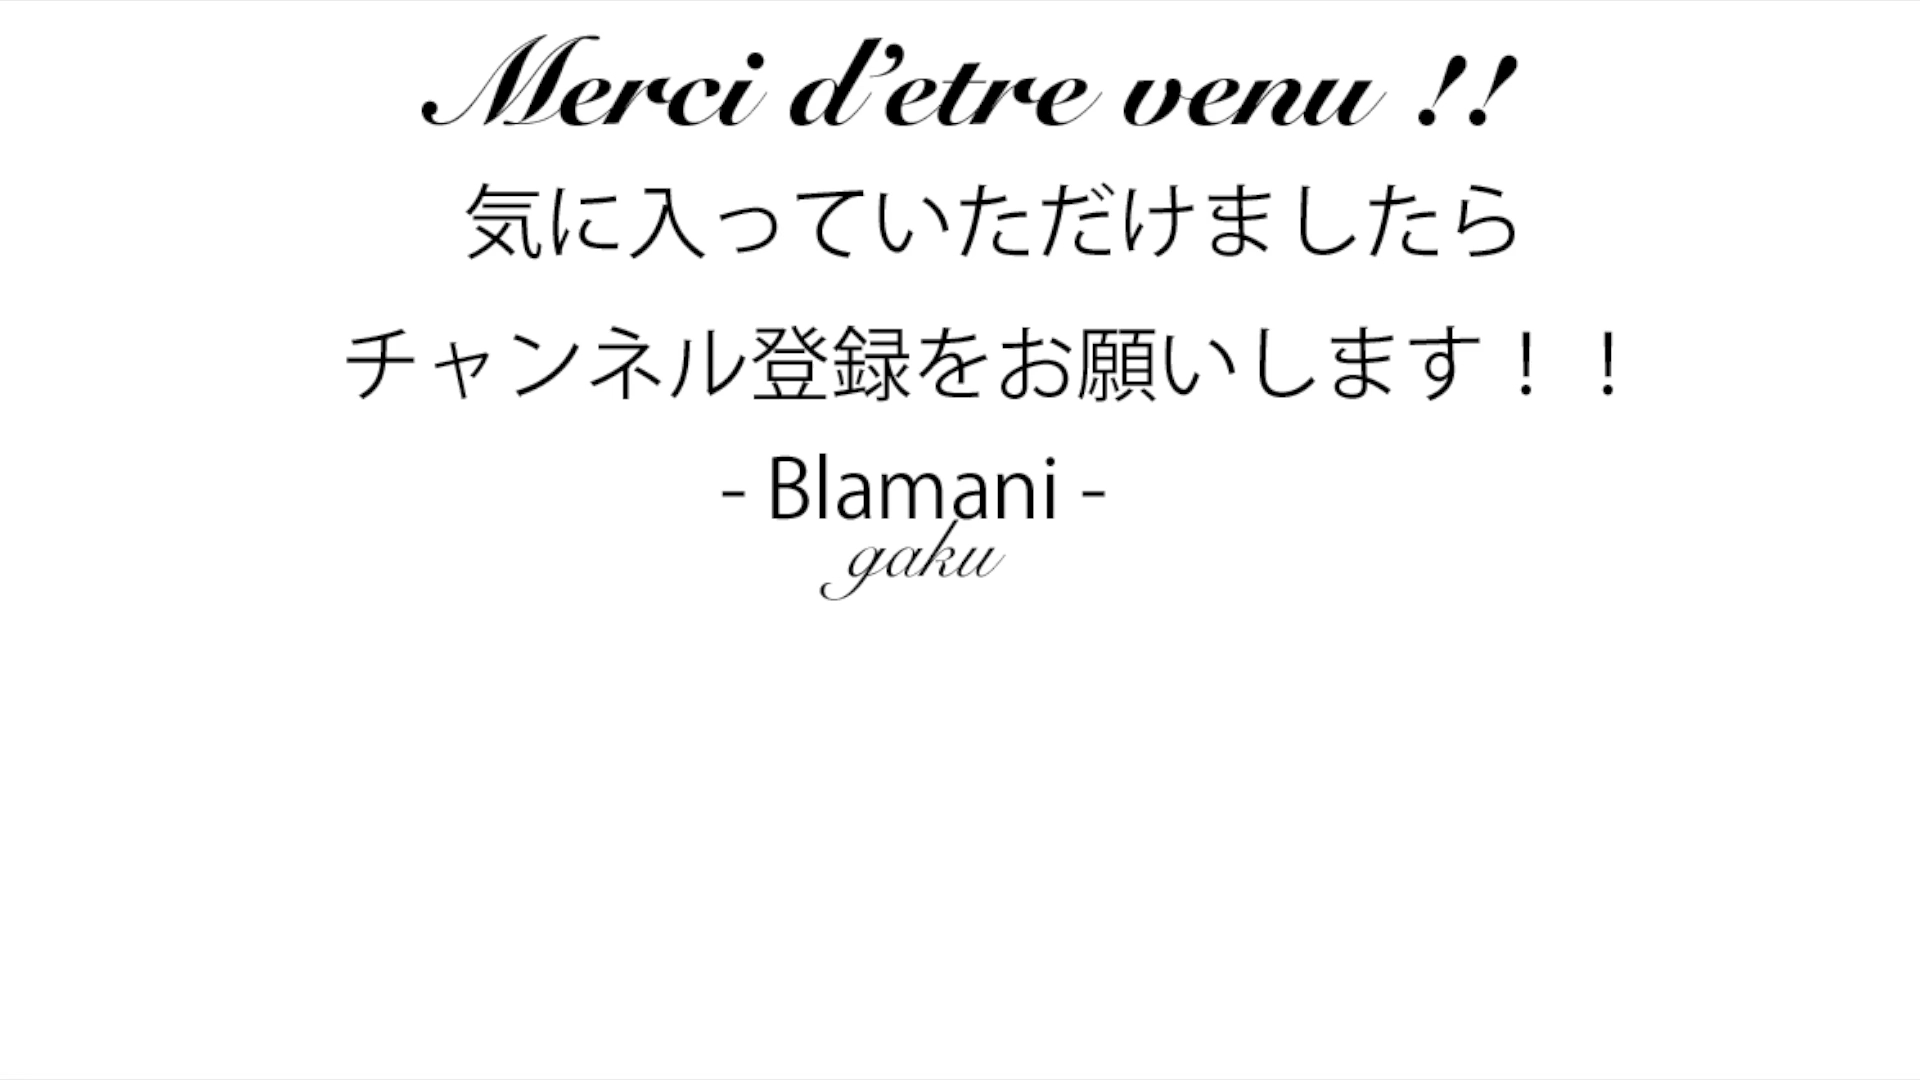 Merci d’etre venu !!
気に入っていただけましたら
チャンネル登録をお願いします！！
- Blamani -
gaku